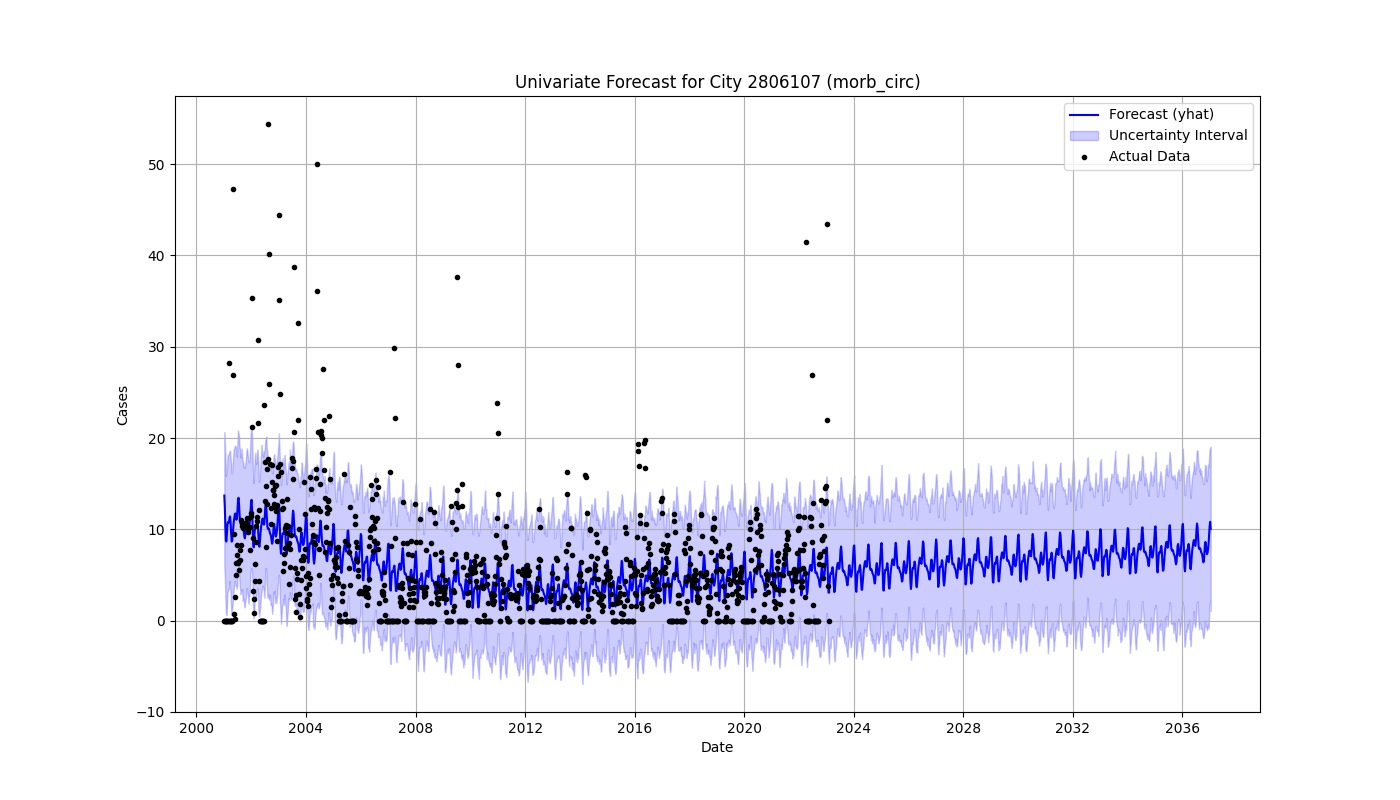 Univariate Forecast for City 2806107 (morb_circ)
Forecast (yhat)
Uncertainty Interval
Actual Data
Cases
50
40
30
20
10
0
−10
2000
2004
2008
2012
2016
2020
2024
2028
2032
2036
Date